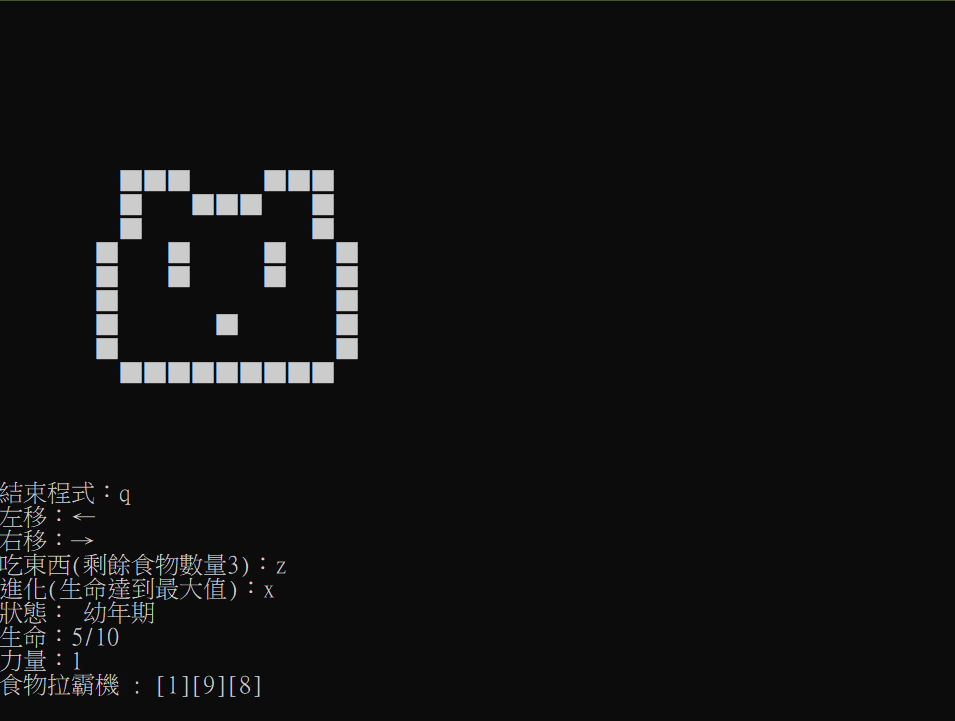 結束程式：q
左移：←
右移：→
吃東西(剩餘食物數量3)：z
進化(生命達到最大值)：x
狀態： 幼年期
生命：5/10
力量：1
食物拉霸機 : [1][9][8]